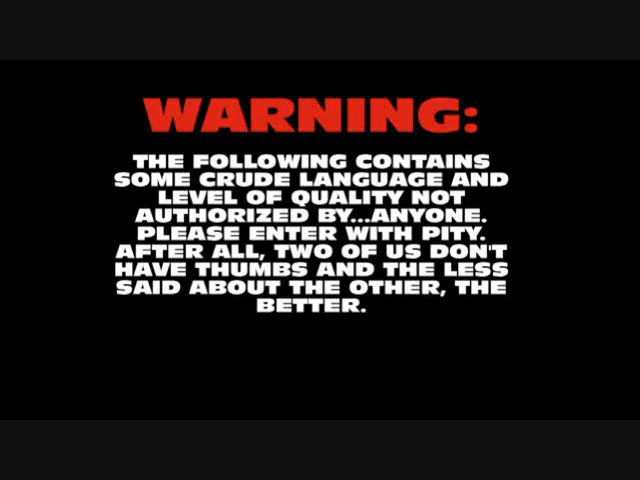 WARNING:
THE FOLLOWING CONTAINS
SOME CRUDE LANGUAGE AND
LEVEL OF QUALITY NOT
AUTHORIZED BY...ANYONE.
PLEASE ENTER WITH PITY.
AFTER ALL, TWO OF US DON'T
HAVE THUMBS AND THE LESS
SAID ABOUT THE OTHER, THE
BETTER.